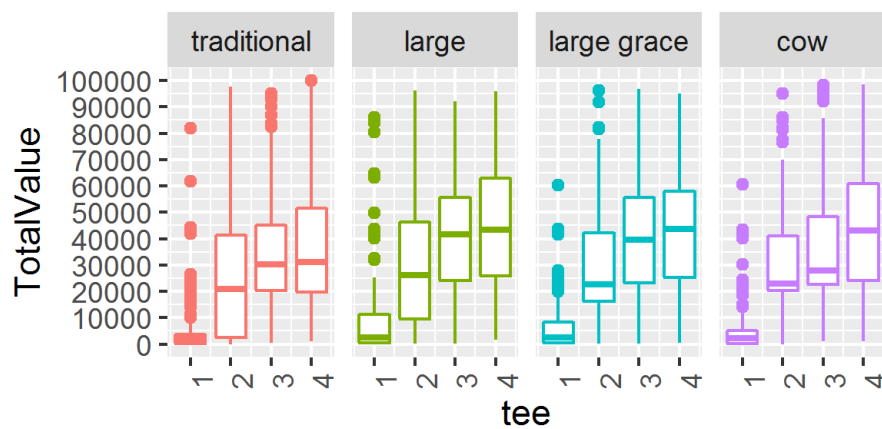 traditional large large grace cow
100000
90000
80000
70000
60000
50000
40000
30000
20000
10000
0
TotalValue
1 2 3 4 1 2 3 4 1 2 3 4 1 2 3 4
tee